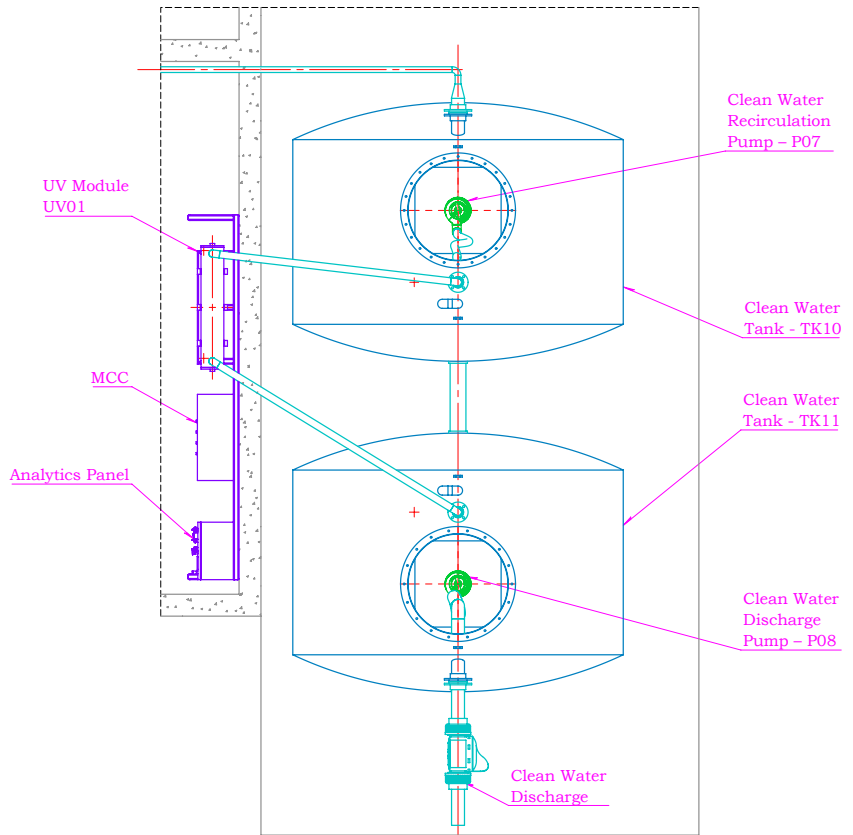 Clean Water
Recirculation
Pump – P07
UV Module
UV01
Clean Water
Tank - TK10
MCC
Clean Water
Tank - TK11
Analytics Panel
Clean Water
Discharge
Pump – P08
Clean Water
Discharge